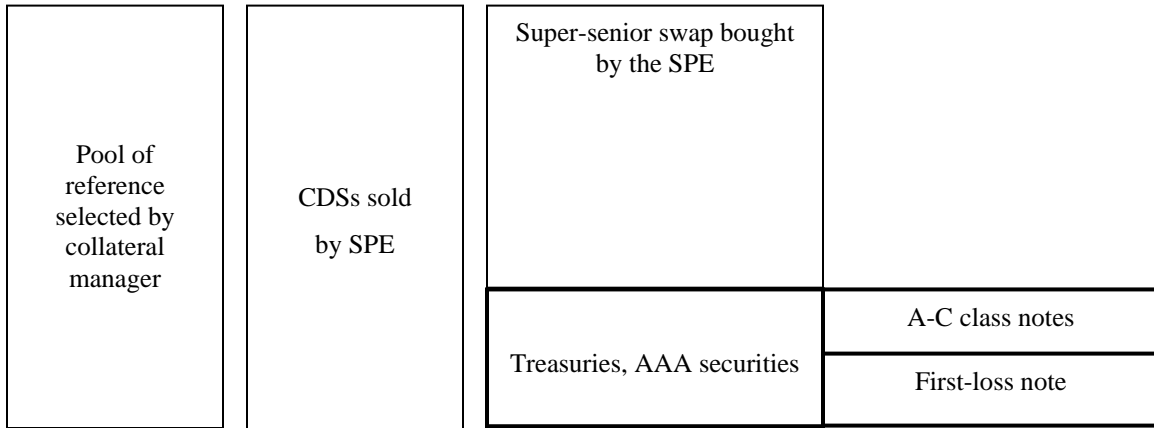 Pool of
reference
selected by
collateral
manager
CDSs sold
by SPE
Super-senior swap bought
by the SPE
Treasuries, AAA securities
A-C class notes
First-loss note